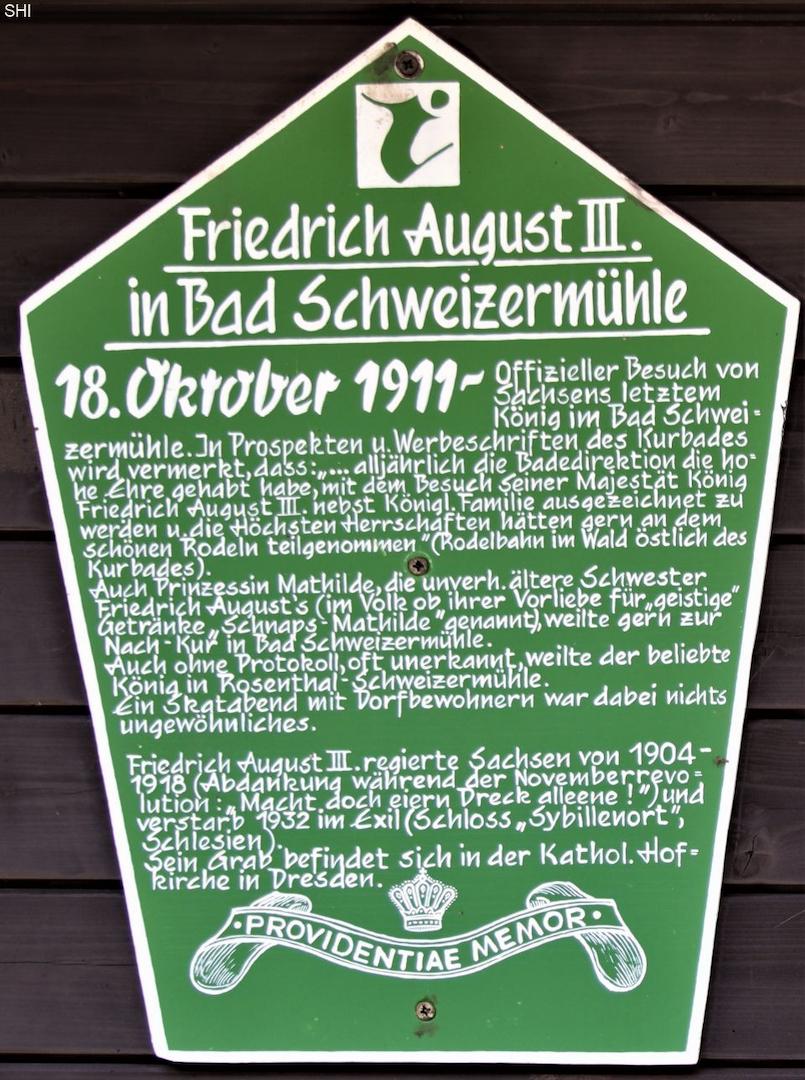 SHI
Friedrich August III.
in Bad Schweizermühle
18. Oktober 1911- Offizieller Besuch von
Sachsens letztem
König im Bad Schwei=
zermühle. In Prospekten u. Werbeschriften des Kurbades
wird vermerkt, dass: „... alljährlich die Badedirektion die ho=
he Ehre gehabt habe, mit dem Besuch seiner Majestät König
Friedrich August III. nebst Königl. Familie ausgezeichnet zu
werden u. die Höchsten Herrschaften hätten gern an dem
schönen Rodeln teilgenommen " (Rodelbahn im Wald östlich des
Kurbades).
Auch Prinzessin Mathilde, die unverh. ältere Schwester
Friedrich August's (im Volk ob ihrer Vorliebe für „geistige"
Getränke „Schnaps-Mathilde" genannt), weilte gern zur
„Nach-Kur" in Bad Schweizermühle.
Auch ohne Protokoll, oft unerkannt, weilte der beliebte
König in Rosenthal-Schweizermühle.
Ein Skatabend mit Dorfbewohnern war dabei nichts
ungewöhnliches.
Friedrich August III. regierte Sachsen von 1904-
1918 (Abdankung während der Novemberrevo=
lution: „Macht doch eiern Dreck alleene !") und
verstarb 1932 im Exil (Schloss „Sybillenort",
Schlesien).
Sein Grab befindet sich in der Kathol. Hof=
kirche in Dresden.
·PROVIDENTIAE MEMOR·